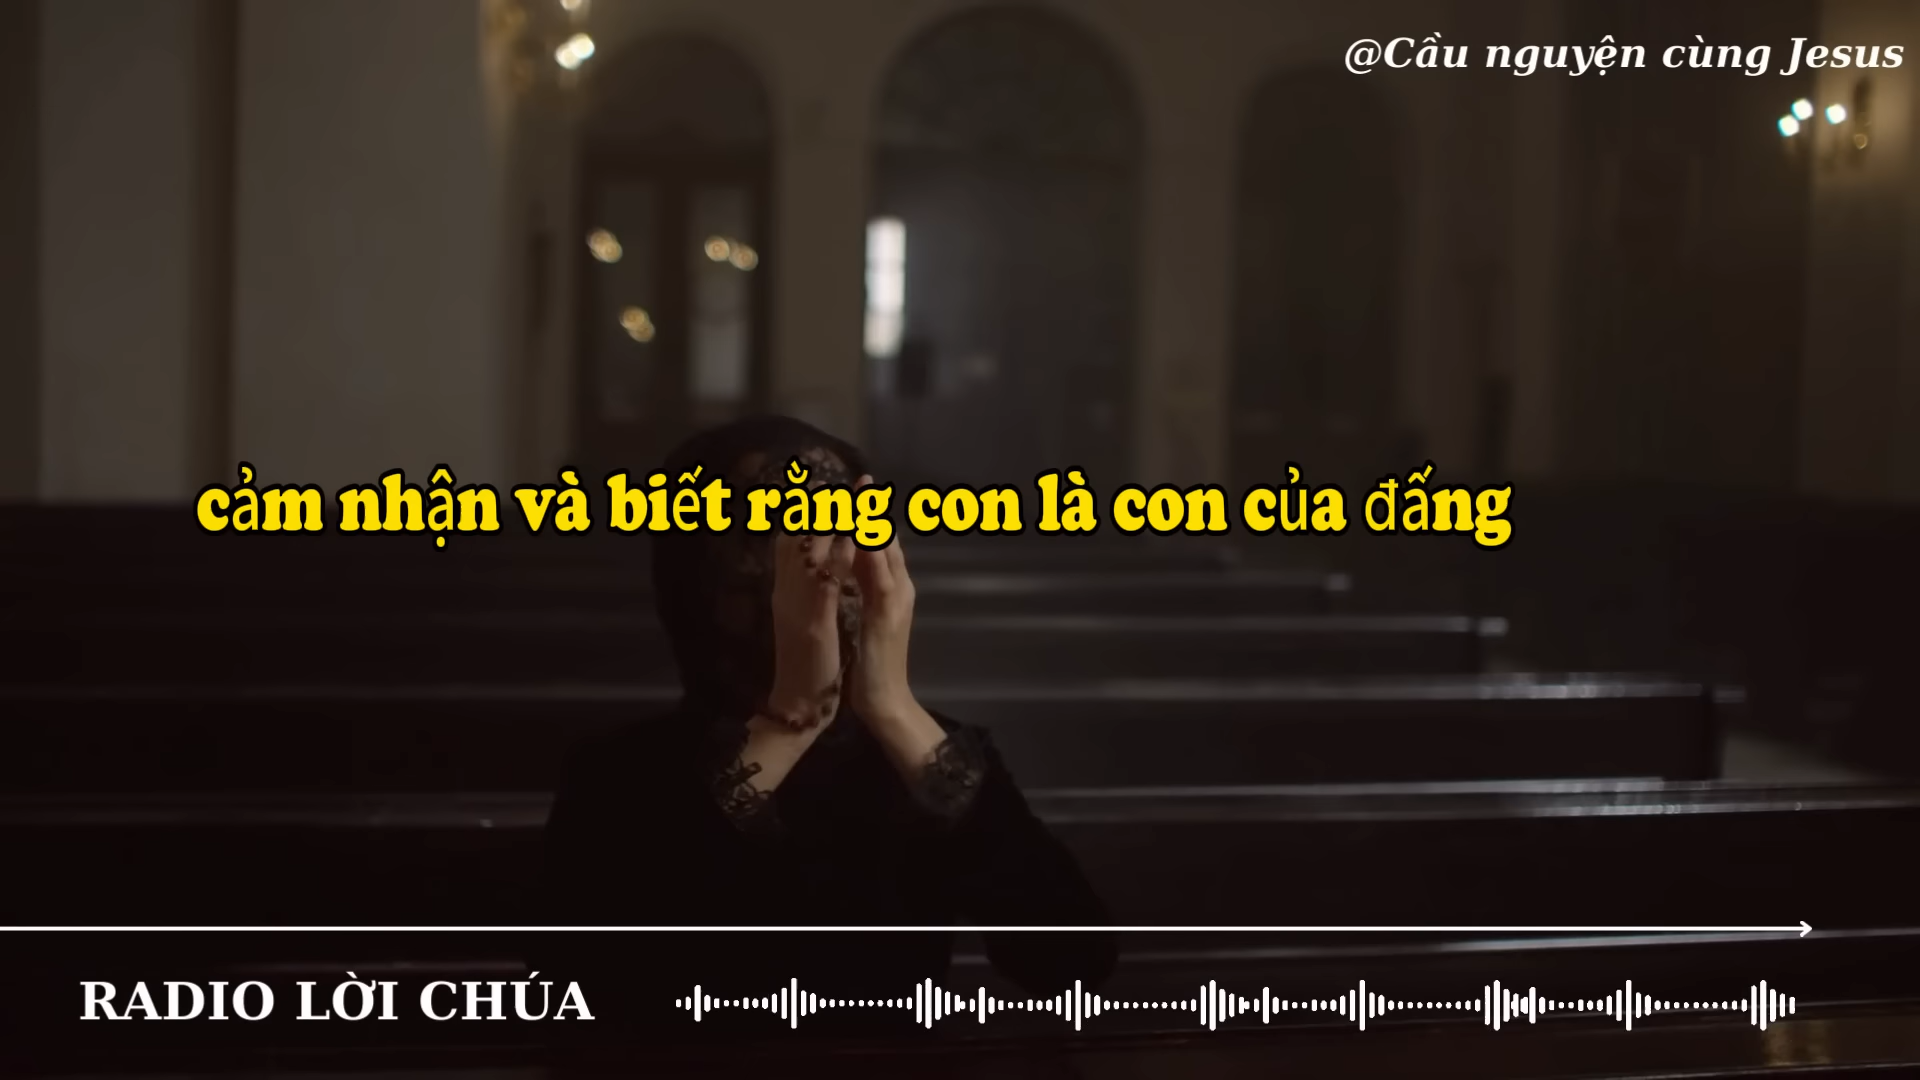 @Cầu nguyện cùng Jesus
cảm nhận và biết rằng con là con của đấng
RADIO LỜI CHÚA